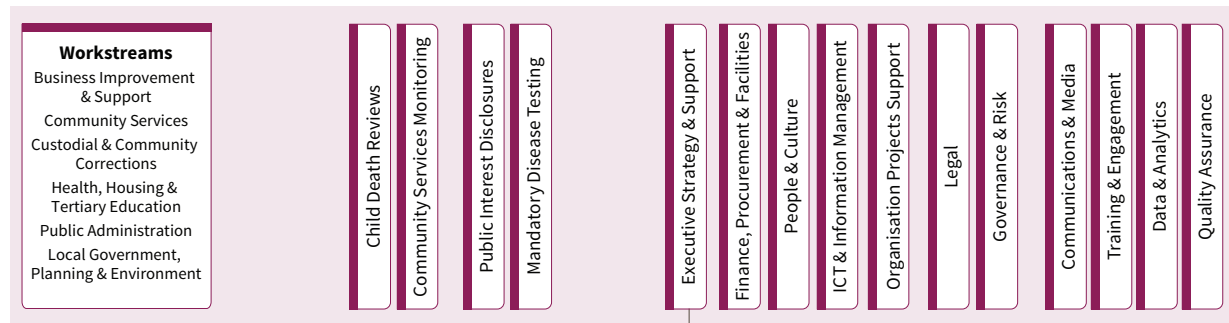 Workstreams
Business Improvement
& Support
Community Services
Custodial & Community
Corrections
Health, Housing &
Tertiary Education
Public Administration
Local Government,
Planning & Environment
Child Death Reviews
Community Services Monitoring
Public Interest Disclosures
Mandatory Disease Testing
Executive Strategy & Support
Finance, Procurement & Facilities
People & Culture
ICT & Information Management
Organisation Projects Support
Legal
Governance & Risk
Communications & Media
Training & Engagement
Data & Analytics
Quality Assurance